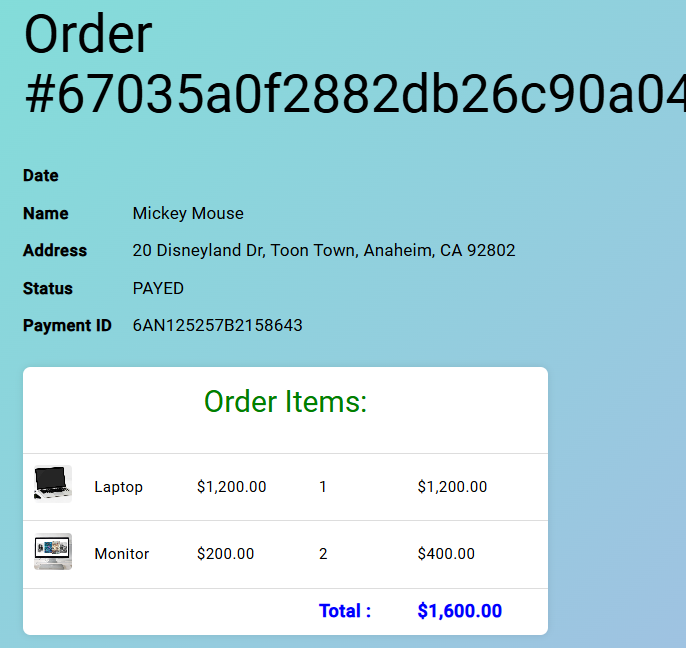 Order
#67035a0f2882db26c90a04
Date
Name Mickey Mouse
Address 20 Disneyland Dr, Toon Town, Anaheim, CA 92802
Status PAYED
Payment ID 6AN125257B2158643
Order Items:
Laptop $1,200.00 1 $1,200.00
Monitor $200.00 2 $400.00
Total : $1,600.00